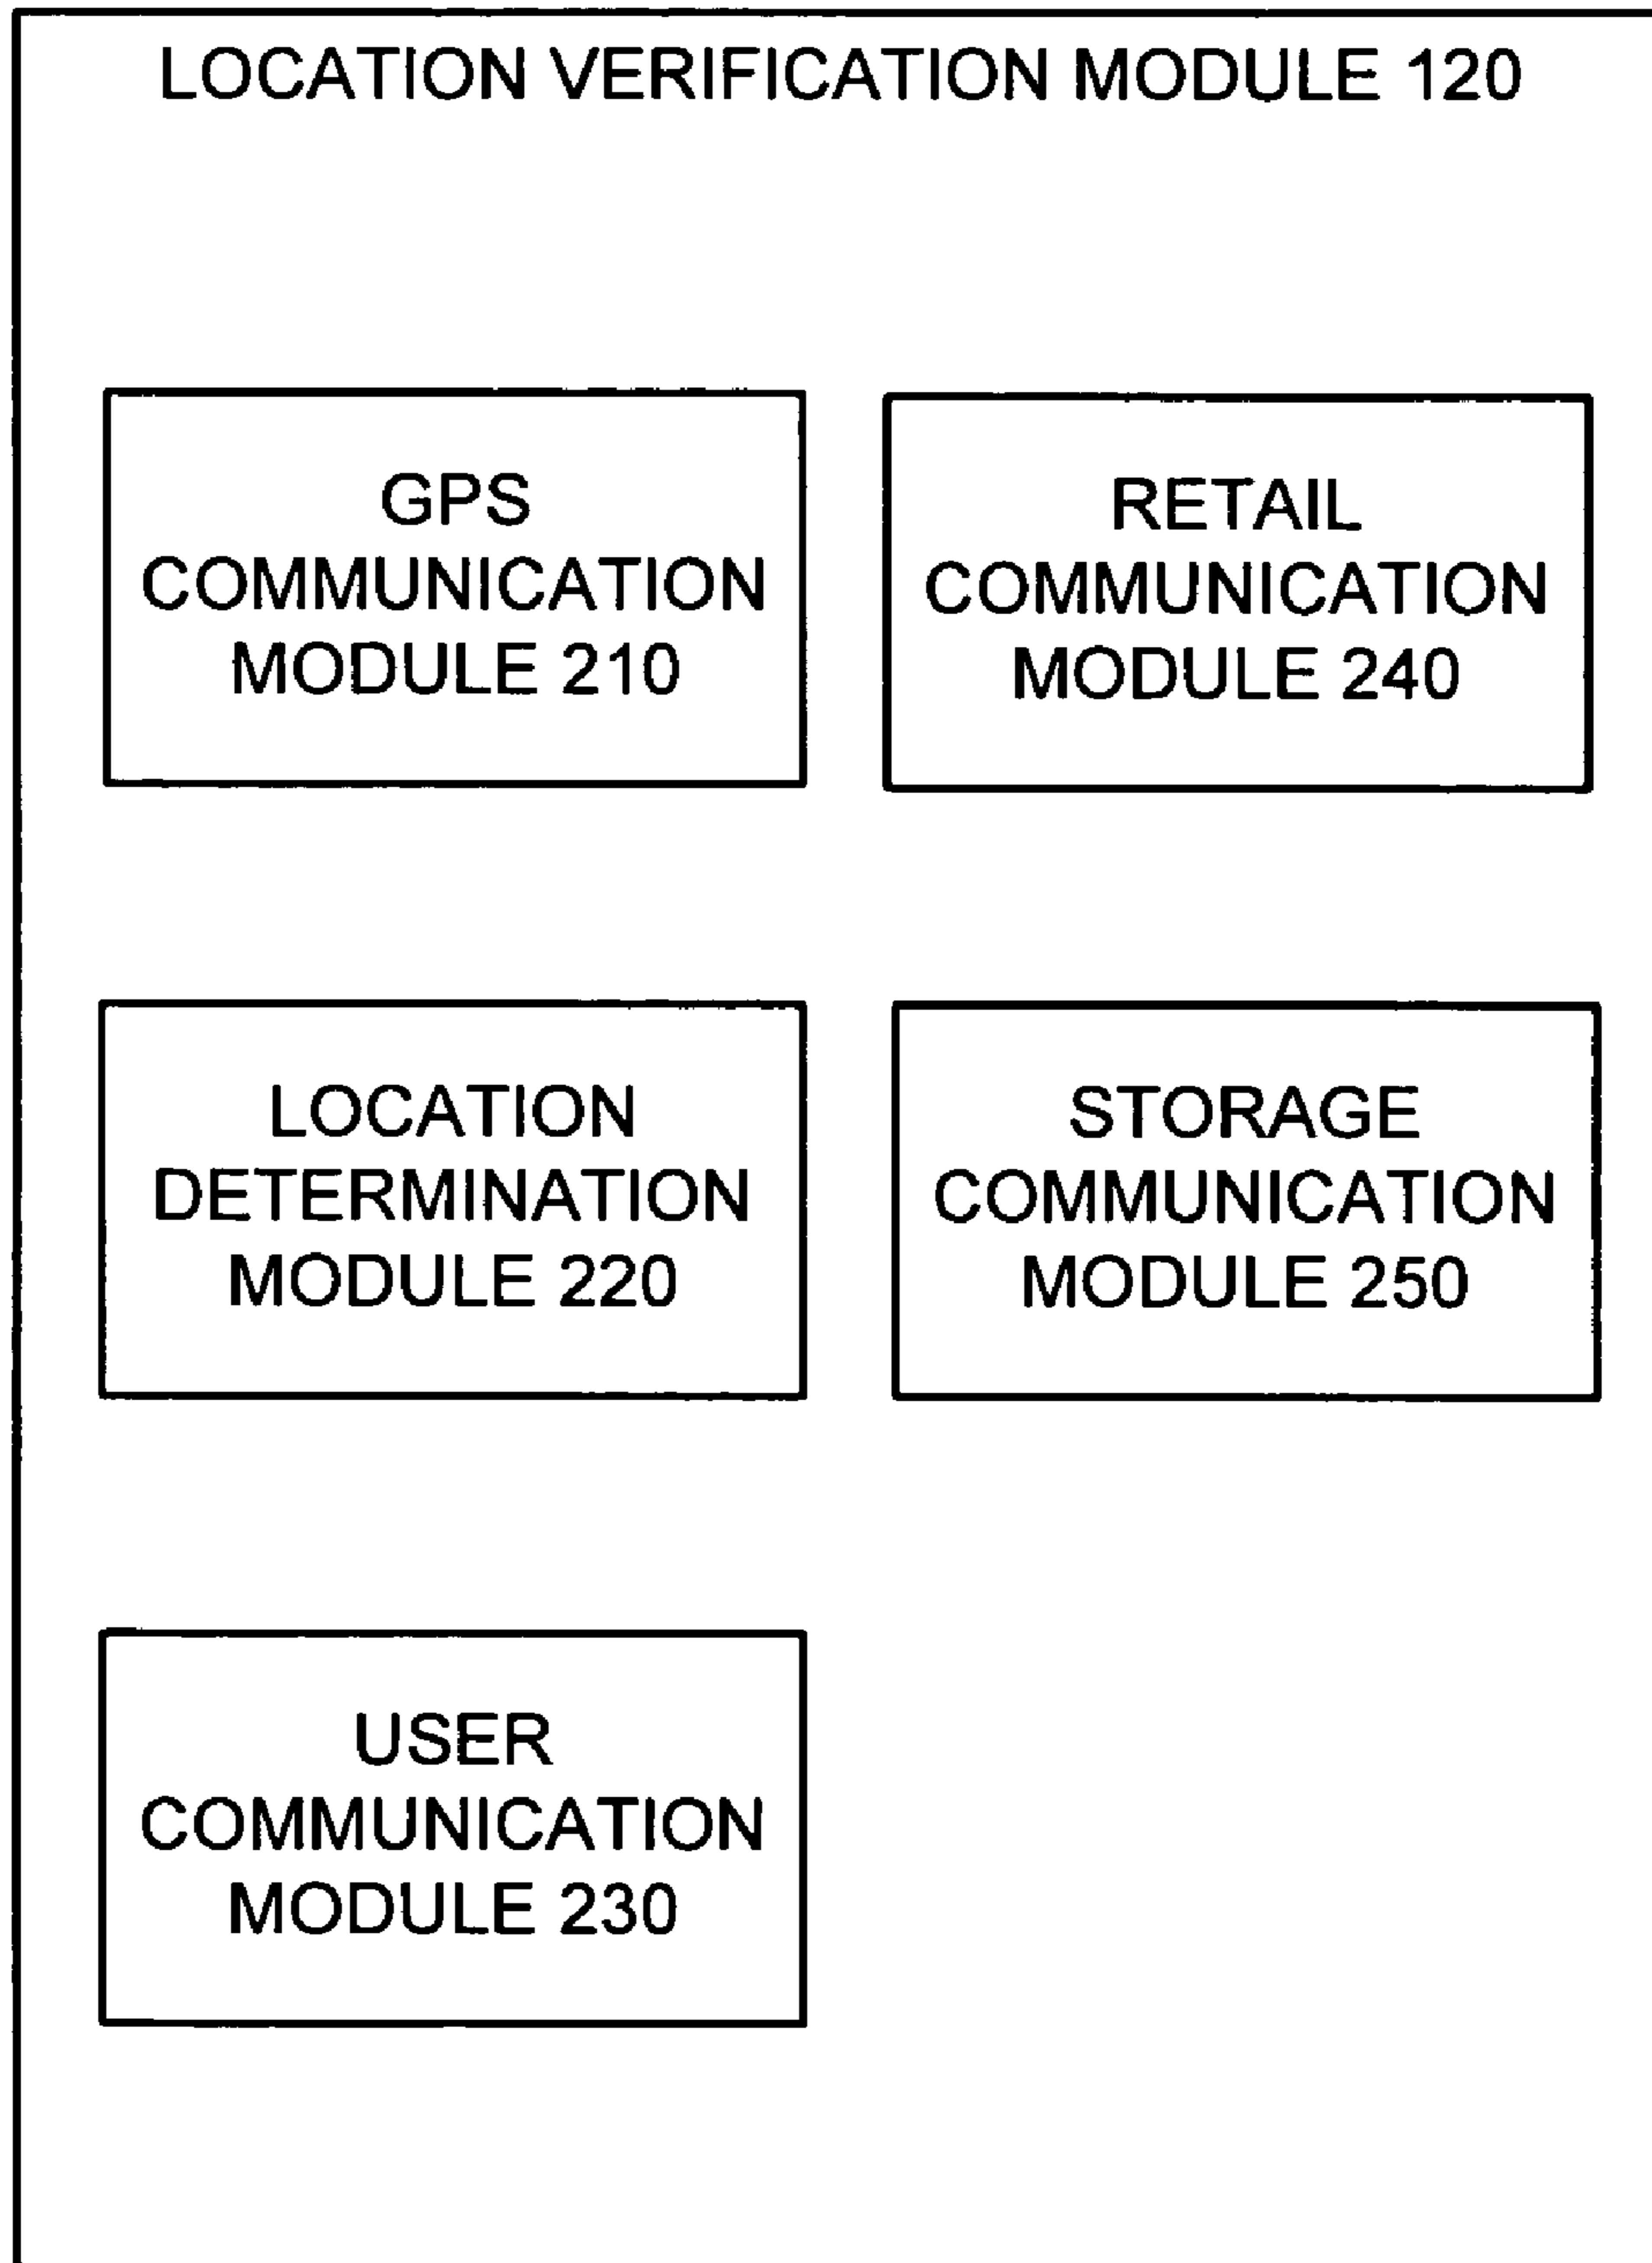 LOCATION VERIFICATION MODULE 120
GPS
COMMUNICATION
MODULE 210
RETAIL
COMMUNICATION
MODULE 240
LOCATION
DETERMINATION
MODULE 220
STORAGE
COMMUNICATION
MODULE 250
USER
COMMUNICATION
MODULE 230